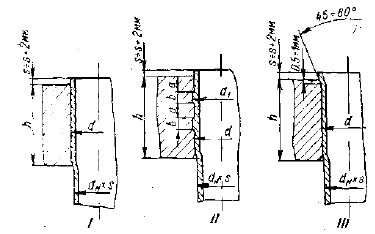 s=s+2мм
h
d
dн×s
I
s=s+2мм
a
b
a
b
h
d₁
d
dн×s
II
45÷60°
s=s+2мм
0,5÷1мм
h
d
dн×s
III